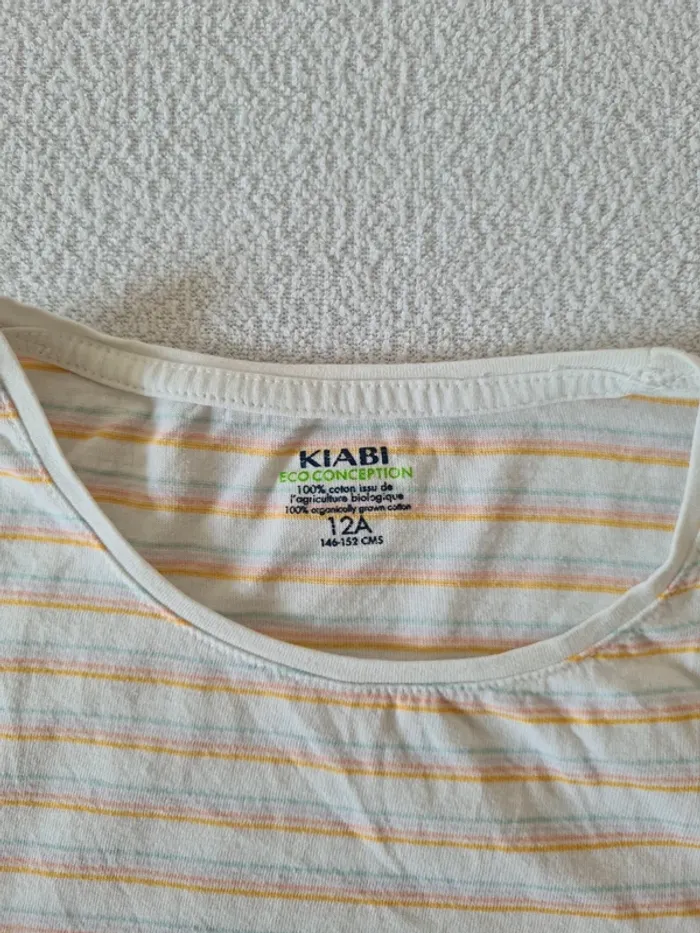 KIABI
ECO CONCEPTION
100% coton issu de
l'agriculture biologique
100% organically grown cotton
12A
146-152 CMS